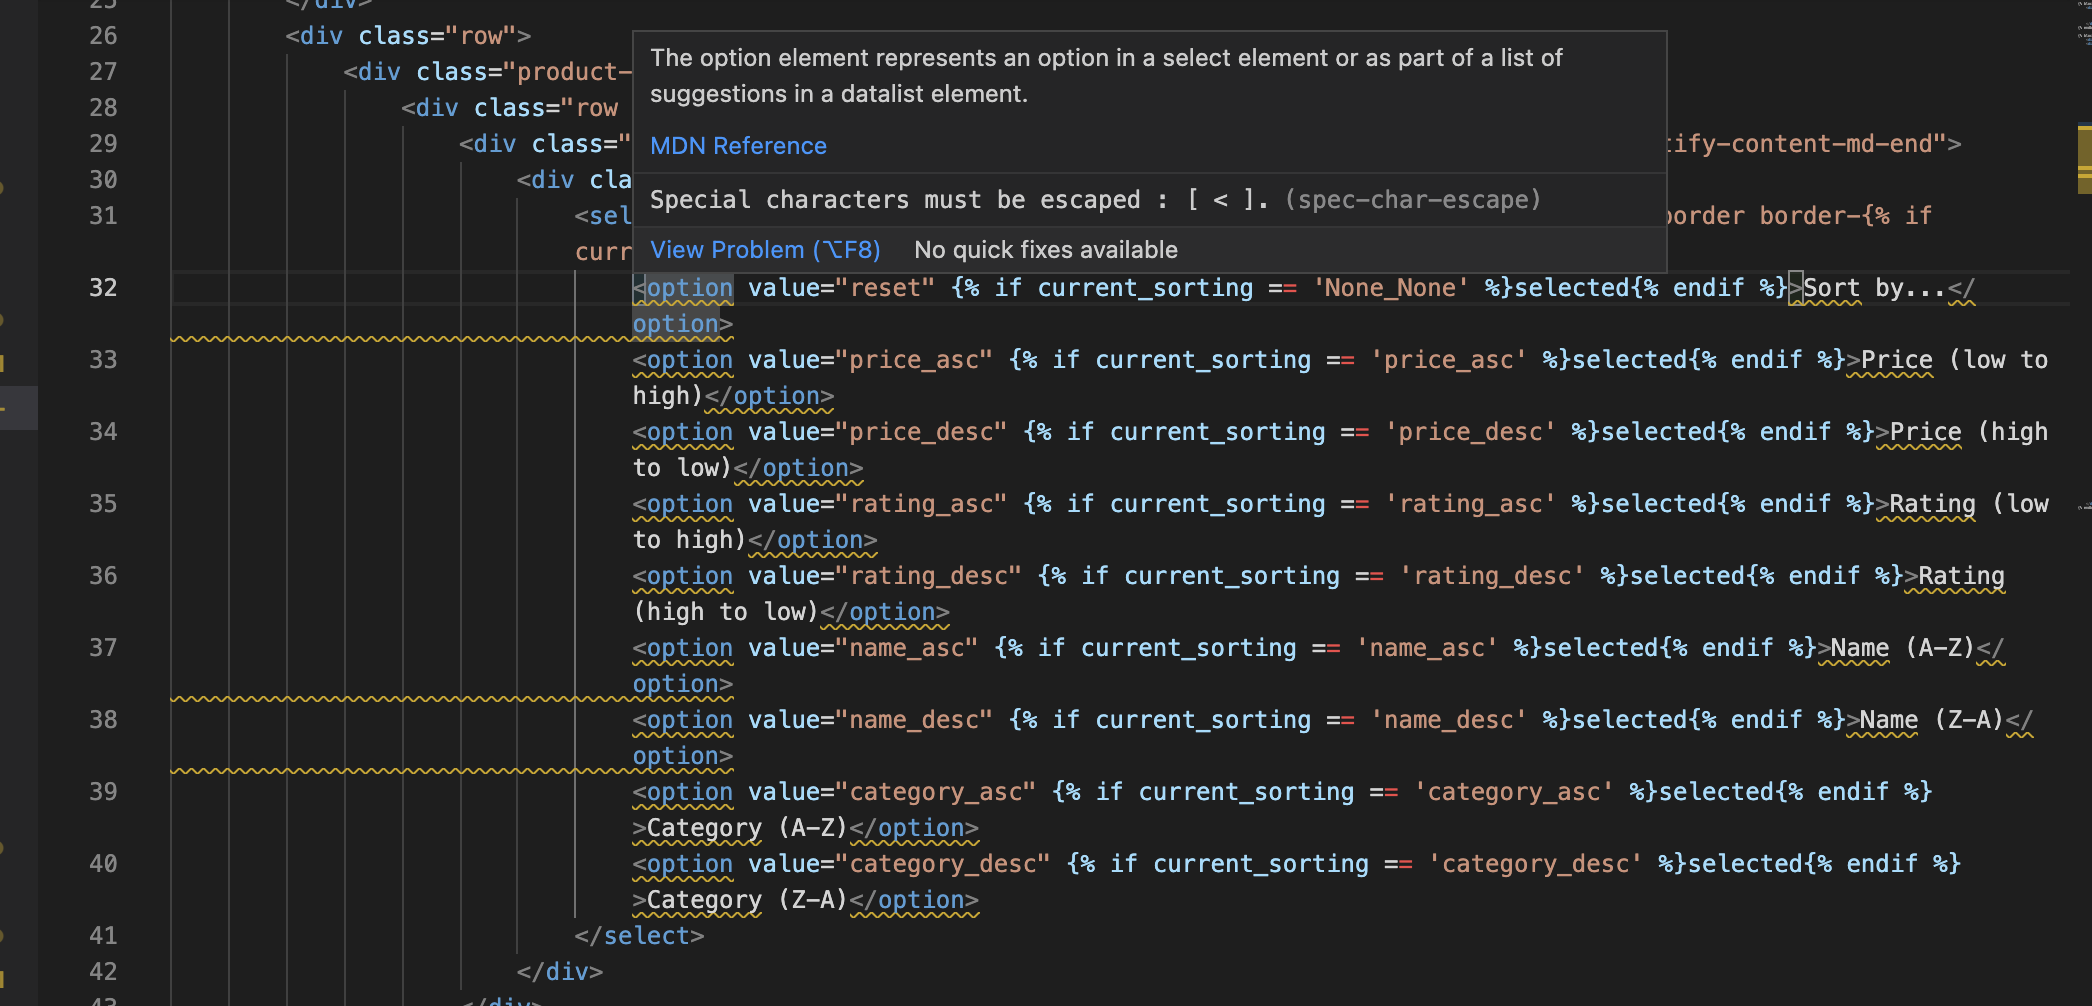 25 </div>
26 <div class="row">
27 <div class="product-
28 <div class="row
29 <div class=" tify-content-md-end">
30 <div cla
31 <sel border border-{% if
curr
The option element represents an option in a select element or as part of a list of
suggestions in a datalist element.
MDN Reference
Special characters must be escaped : [ < ]. (spec-char-escape)
View Problem (⌥F8) No quick fixes available
32 <option value="reset" {% if current_sorting == 'None_None' %}selected{% endif %}>Sort by...</
option>
33 <option value="price_asc" {% if current_sorting == 'price_asc' %}selected{% endif %}>Price (low to
high)</option>
34 <option value="price_desc" {% if current_sorting == 'price_desc' %}selected{% endif %}>Price (high
to low)</option>
35 <option value="rating_asc" {% if current_sorting == 'rating_asc' %}selected{% endif %}>Rating (low
to high)</option>
36 <option value="rating_desc" {% if current_sorting == 'rating_desc' %}selected{% endif %}>Rating
(high to low)</option>
37 <option value="name_asc" {% if current_sorting == 'name_asc' %}selected{% endif %}>Name (A-Z)</
option>
38 <option value="name_desc" {% if current_sorting == 'name_desc' %}selected{% endif %}>Name (Z-A)</
option>
39 <option value="category_asc" {% if current_sorting == 'category_asc' %}selected{% endif %}
>Category (A-Z)</option>
40 <option value="category_desc" {% if current_sorting == 'category_desc' %}selected{% endif %}
>Category (Z-A)</option>
41 </select>
42 </div>
43 </div>